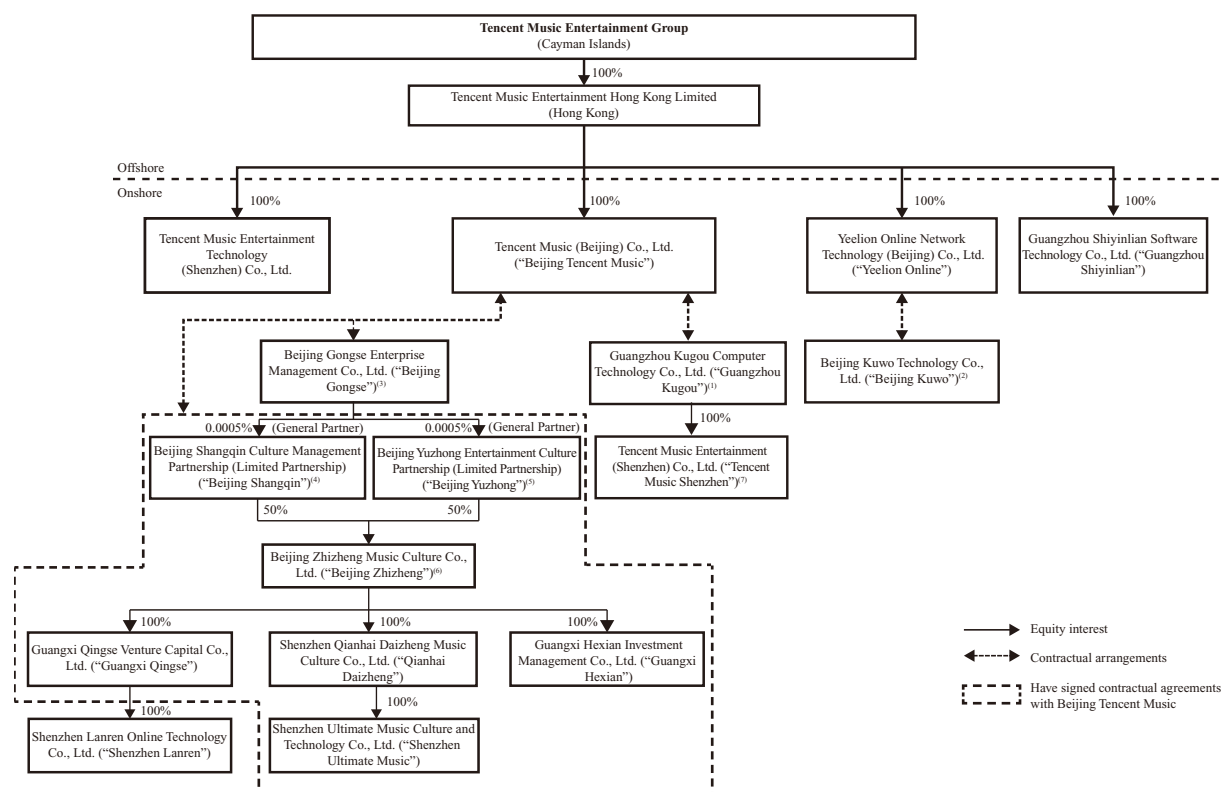 Tencent Music Entertainment Group
(Cayman Islands)
100%
Tencent Music Entertainment Hong Kong Limited
(Hong Kong)
Offshore
Onshore
100%
100%
100%
100%
Tencent Music Entertainment
Technology
(Shenzhen) Co., Ltd.
Tencent Music (Beijing) Co., Ltd.
(“Beijing Tencent Music”)
Yeelion Online Network
Technology (Beijing) Co., Ltd.
(“Yeelion Online”)
Guangzhou Shiyinlian Software
Technology Co., Ltd. (“Guangzhou
Shiyinlian”)
Beijing Gongse Enterprise
Management Co., Ltd. (“Beijing
Gongse”)(3)
Guangzhou Kugou Computer
Technology Co., Ltd. (“Guangzhou
Kugou”)(1)
Beijing Kuwo Technology Co.,
Ltd. (“Beijing Kuwo”)(2)
0.0005% (General Partner)
0.0005% (General Partner)
100%
Beijing Shangqin Culture Management
Partnership (Limited Partnership)
(“Beijing Shangqin”)(4)
Beijing Yuzhong Entertainment Culture
Partnership (Limited Partnership)
(“Beijing Yuzhong”)(5)
Tencent Music Entertainment
(Shenzhen) Co., Ltd. (“Tencent
Music Shenzhen”)(7)
50%
50%
Beijing Zhizheng Music Culture Co.,
Ltd. (“Beijing Zhizheng”)(6)
100%
100%
100%
Guangxi Qingse Venture Capital Co.,
Ltd. (“Guangxi Qingse”)
Shenzhen Qianhai Daizheng Music
Culture Co., Ltd. (“Qianhai
Daizheng”)
Guangxi Hexian Investment
Management Co., Ltd. (“Guangxi
Hexian”)
100%
100%
Shenzhen Lanren Online Technology
Co., Ltd. (“Shenzhen Lanren”)
Shenzhen Ultimate Music Culture and
Technology Co., Ltd. (“Shenzhen
Ultimate Music”)
Equity interest
Contractual arrangements
Have signed contractual agreements
with Beijing Tencent Music